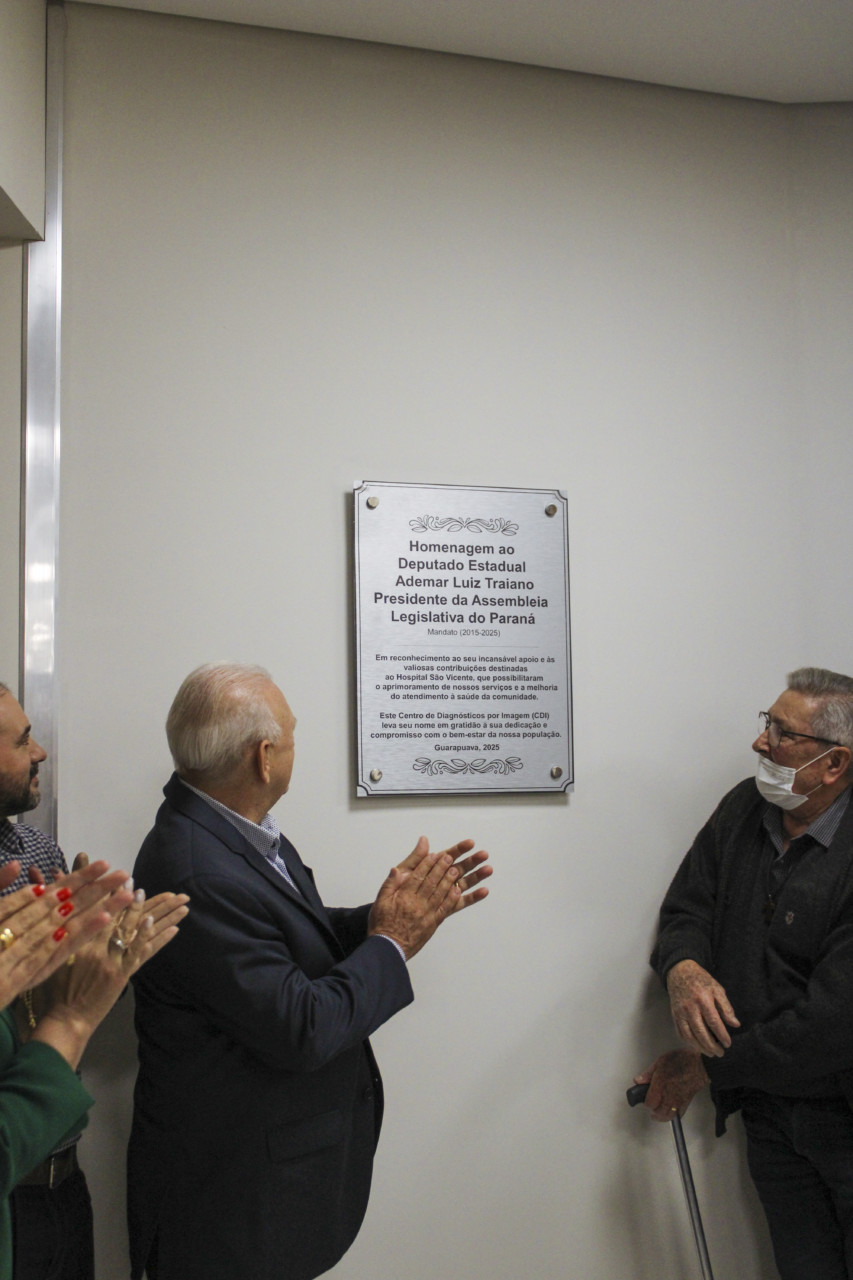 Homenagem ao
Deputado Estadual
Ademar Luiz Traiano
Presidente da Assembleia
Legislativa do Paraná
Mandato (2015-2025)
Em reconhecimento ao seu incansável apoio e às
valiosas contribuições destinadas
ao Hospital São Vicente, que possibilitaram
o aprimoramento de nossos serviços e a melhoria
do atendimento à saúde da comunidade.
Este Centro de Diagnósticos por Imagem (CDI)
leva seu nome em gratidão à sua dedicação e
compromisso com o bem-estar da nossa população.
Guarapuava, 2025